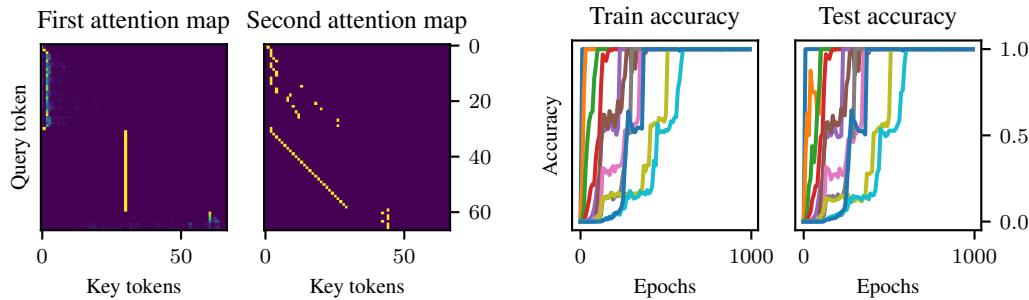 First attention map
Second attention map
Train accuracy
Test accuracy
Query token
0
20
40
60
0
50
0
50
Key tokens
Key tokens
Accuracy
1.0
0.5
0.0
0
1000
0
1000
Epochs
Epochs